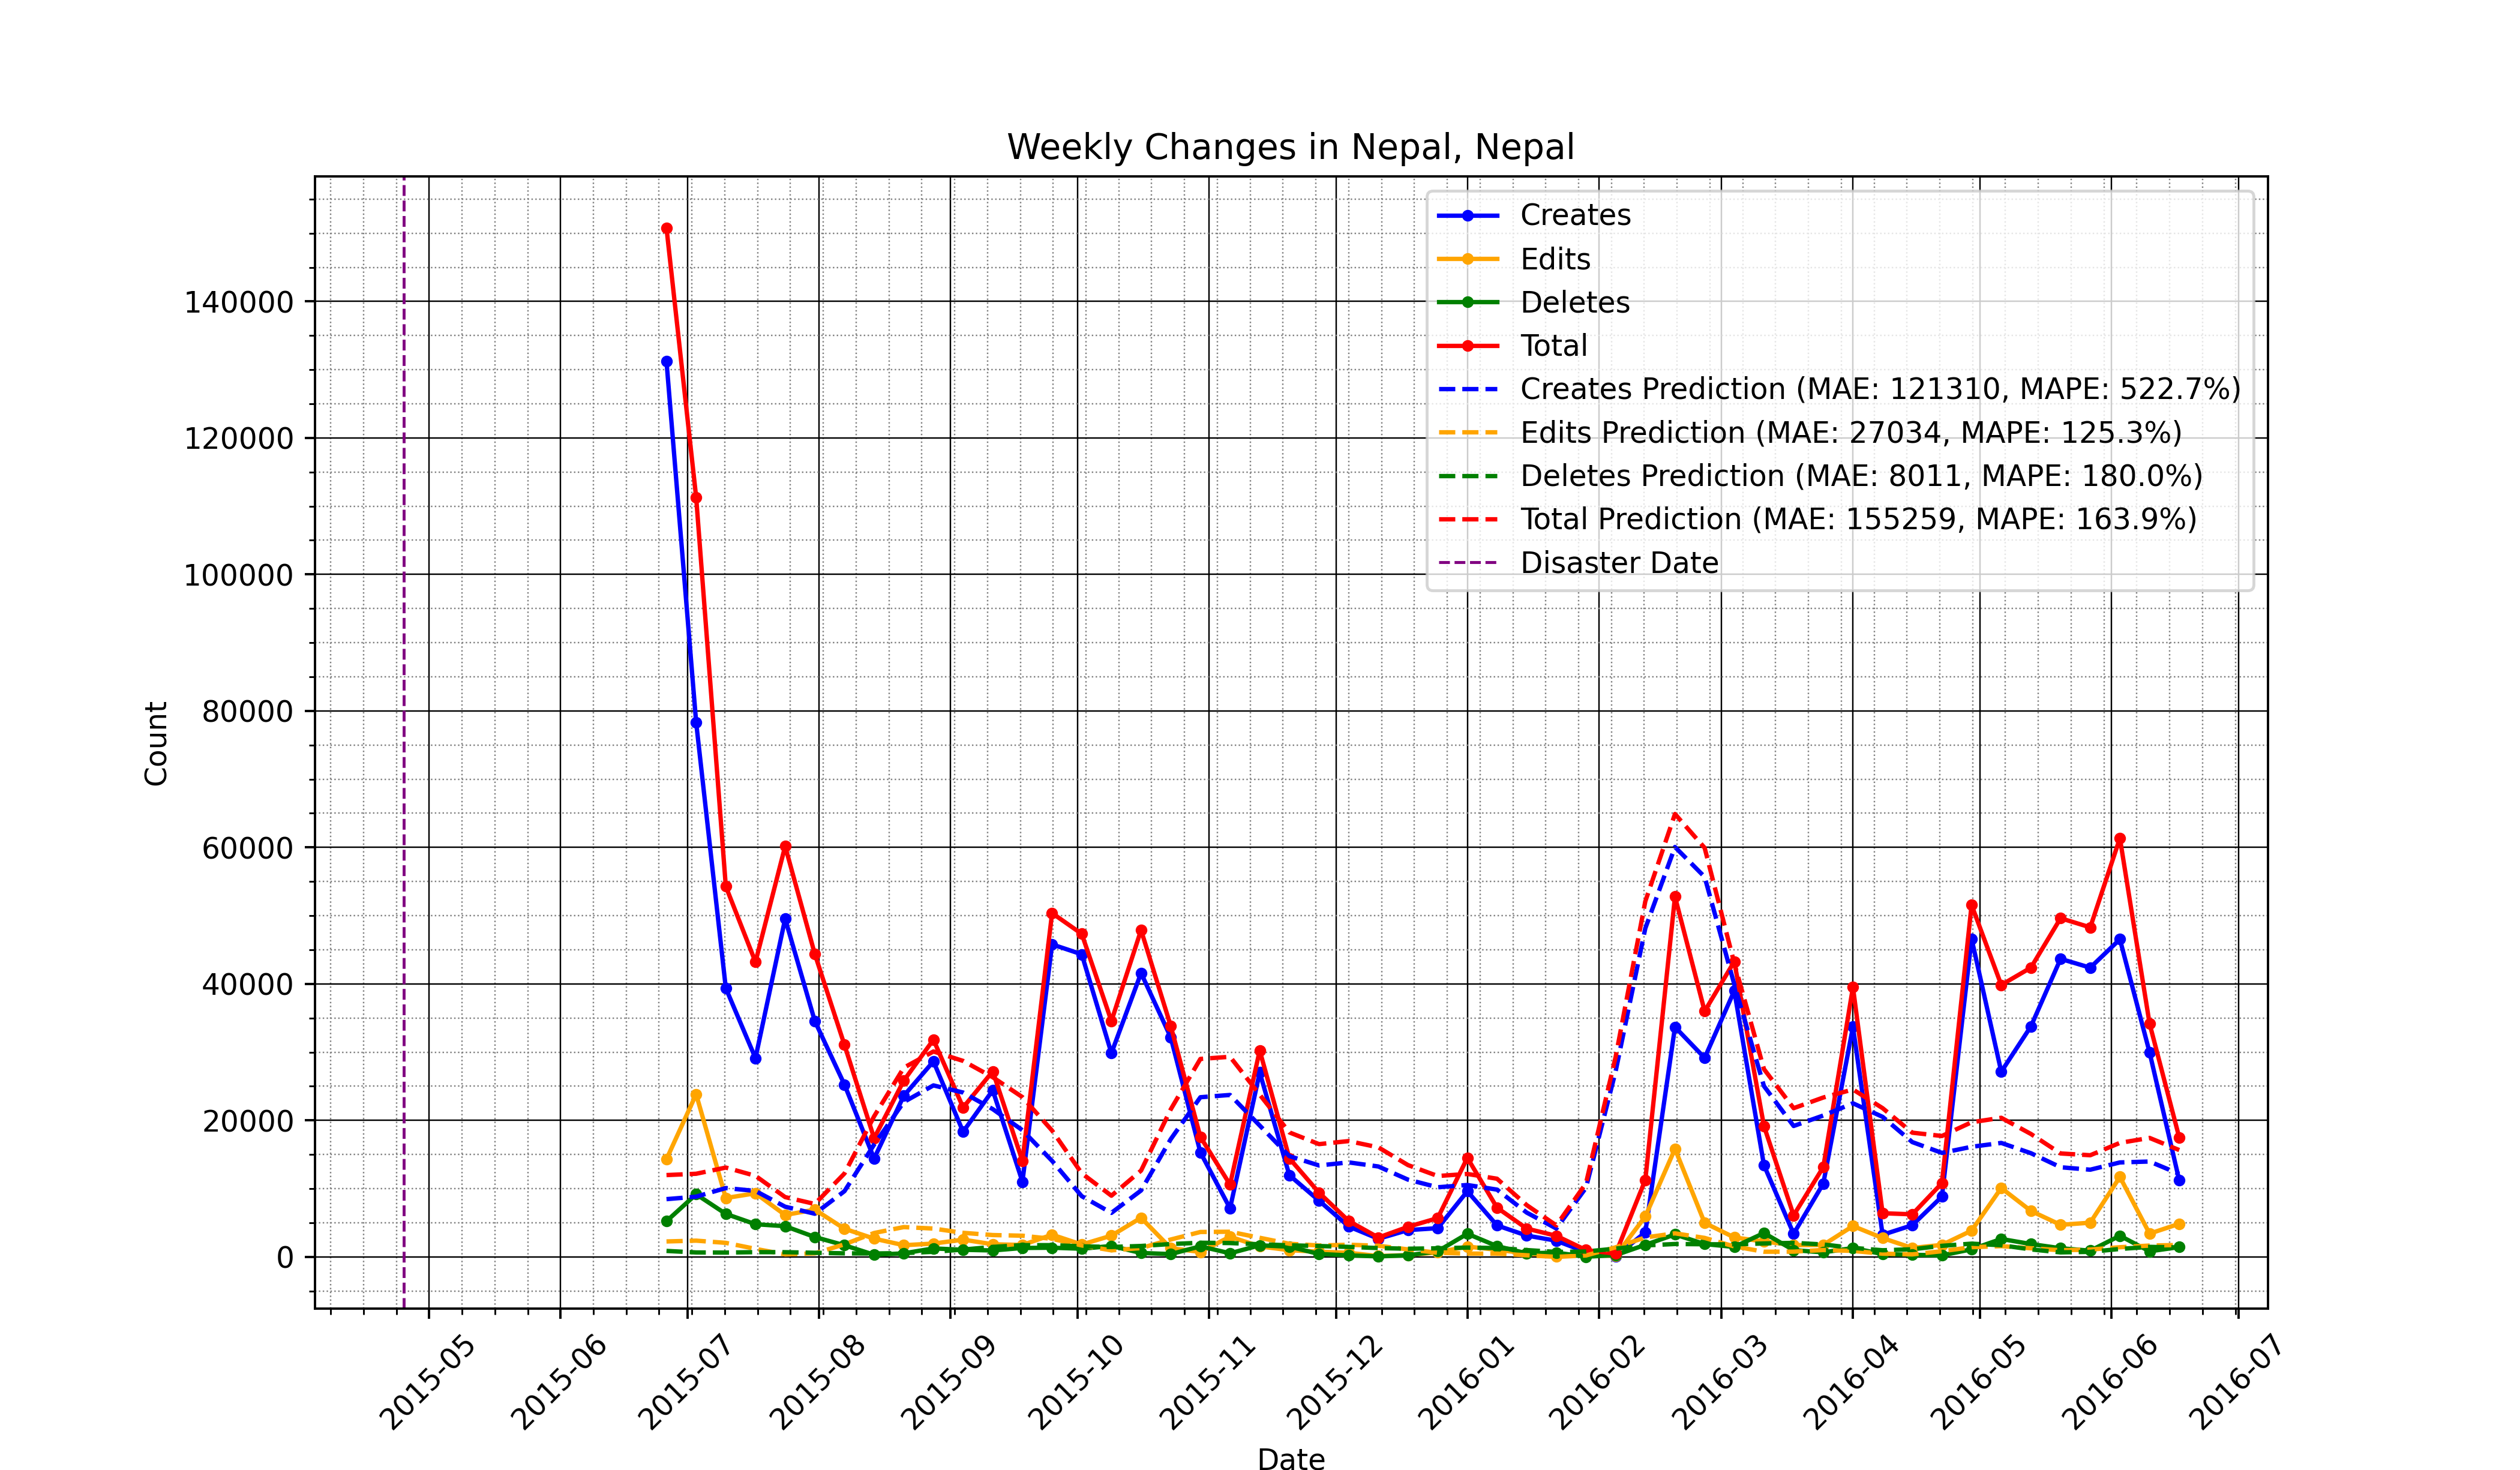 Weekly Changes in Nepal, Nepal
Creates
Edits
Deletes
Total
Creates Prediction (MAE: 121310, MAPE: 522.7%)
Edits Prediction (MAE: 27034, MAPE: 125.3%)
Deletes Prediction (MAE: 8011, MAPE: 180.0%)
Total Prediction (MAE: 155259, MAPE: 163.9%)
Disaster Date
Count
140000
120000
100000
80000
60000
40000
20000
0
2015-05
2015-06
2015-07
2015-08
2015-09
2015-10
2015-11
2015-12
2016-01
2016-02
2016-03
2016-04
2016-05
2016-06
2016-07
Date